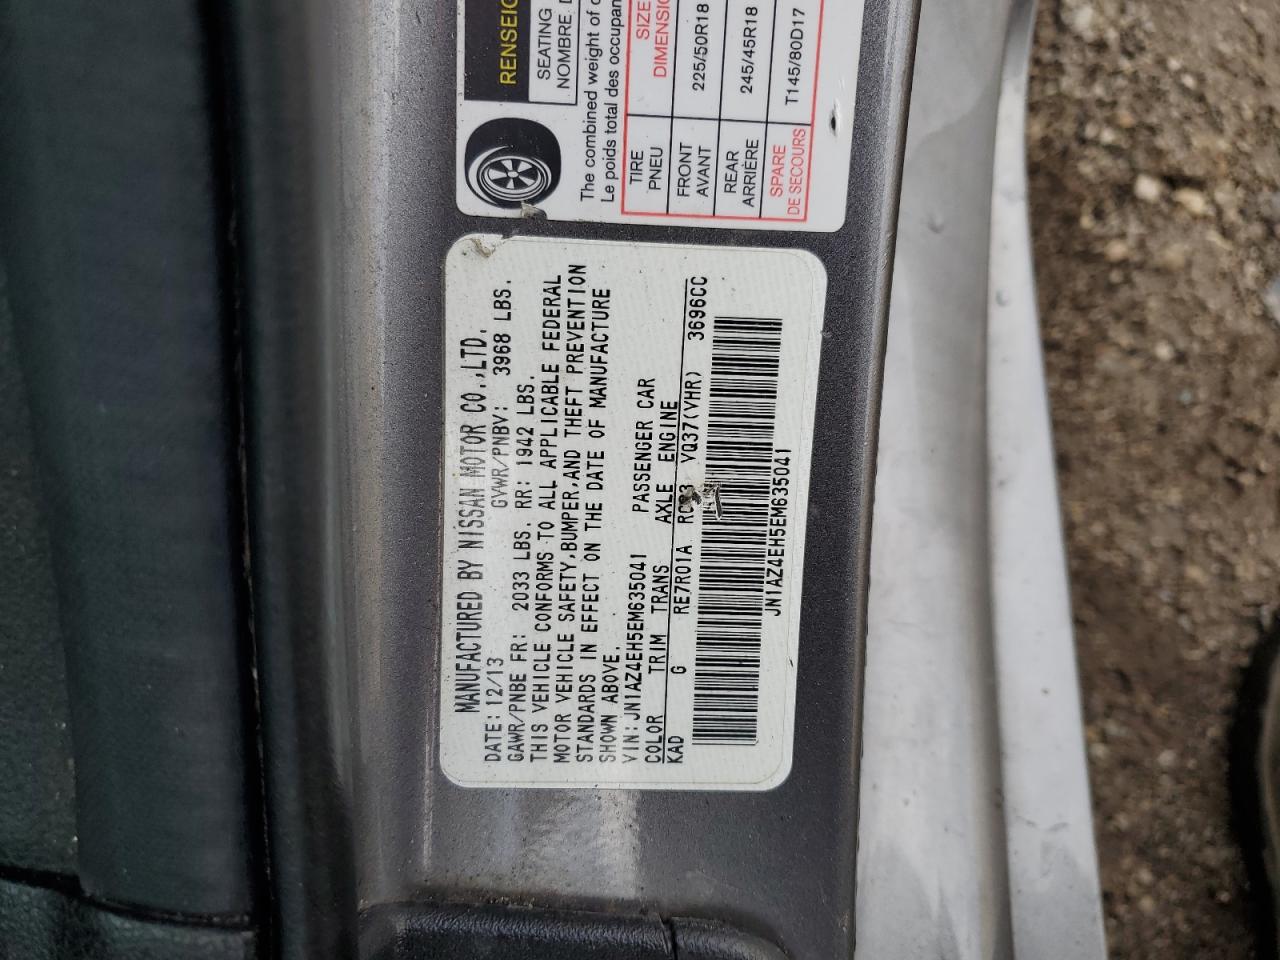 RENSEIG
SEATING
NOMBRE. D
The combined weight of
Le poids total des occupan
TIRE
PNEU
SIZE
DIMENSIO
FRONT
AVANT
225/50R18
REAR
ARRIÈRE
245/45R18
SPARE
DE SECOURS
T145/80D17
MANUFACTURED BY NISSAN MOTOR CO.,LTD.
DATE:12/13 GVWR/PNBV: 3968 LBS.
GAWR/PNBE FR: 2033 LBS. RR: 1942 LBS.
THIS VEHICLE CONFORMS TO ALL APPLICABLE FEDERAL
MOTOR VEHICLE SAFETY,BUMPER,AND THEFT PREVENTION
STANDARDS IN EFFECT ON THE DATE OF MANUFACTURE
SHOWN ABOVE.
VIN:JN1AZ4EH5EM635041 PASSENGER CAR
COLOR TRIM TRANS AXLE ENGINE
KAD G RE7R01A VQ37(VHR) 3696CC
JN1AZ4EH5EM635041